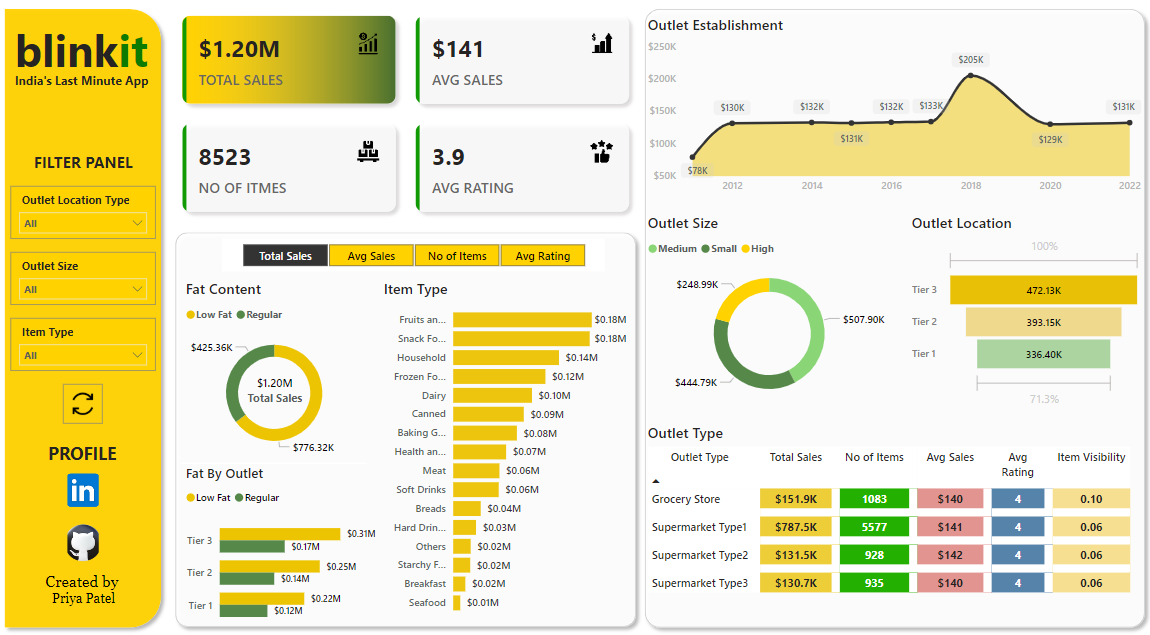 blinkit
India's Last Minute App
FILTER PANEL
Outlet Location Type
All
Outlet Size
All
Item Type
All
PROFILE
in
Created by
Priya Patel
$1.20M
TOTAL SALES
$141
AVG SALES
8523
NO OF ITMES
3.9
AVG RATING
Total Sales
Avg Sales
No of Items
Avg Rating
Fat Content
Low Fat Regular
$425.36K
$1.20M
Total Sales
$776.32K
Fat By Outlet
Low Fat Regular
Tier 3 $0.31M
$0.17M
Tier 2 $0.25M
$0.14M
Tier 1 $0.22M
$0.12M
Item Type
Fruits an... $0.18M
Snack Fo... $0.18M
Household $0.14M
Frozen Fo... $0.12M
Dairy $0.10M
Canned $0.09M
Baking G... $0.08M
Health an... $0.07M
Meat $0.06M
Soft Drinks $0.06M
Breads $0.04M
Hard Drin... $0.03M
Others $0.02M
Starchy F... $0.02M
Breakfast $0.02M
Seafood $0.01M
Outlet Establishment
$250K
$200K
$150K
$100K
$50K
$78K
$130K
$132K
$131K
$132K
$133K
$205K
$129K
$131K
2012 2014 2016 2018 2020 2022
Outlet Size
Medium Small High
$248.99K
$507.90K
$444.79K
Outlet Location
100%
Tier 3 472.13K
Tier 2 393.15K
Tier 1 336.40K
71.3%
Outlet Type
Outlet Type Total Sales No of Items Avg Sales Avg Rating Item Visibility
Grocery Store $151.9K 1083 $140 4 0.10
Supermarket Type1 $787.5K 5577 $141 4 0.06
Supermarket Type2 $131.5K 928 $142 4 0.06
Supermarket Type3 $130.7K 935 $140 4 0.06